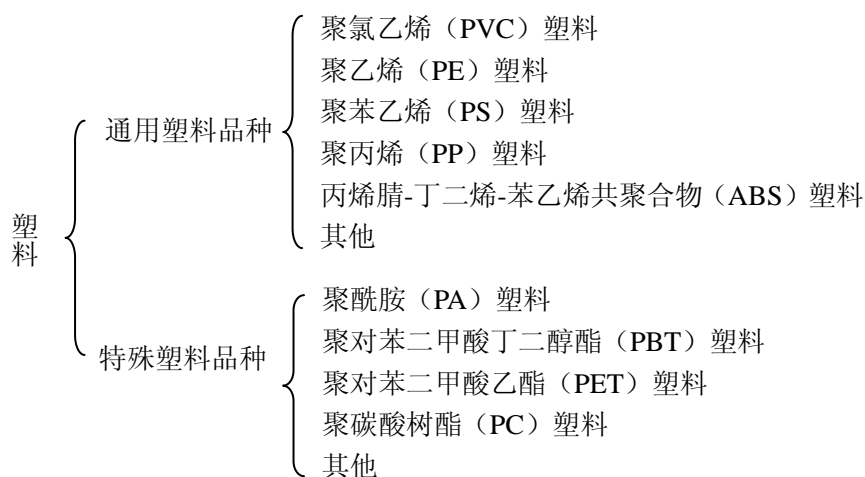 塑料
通用塑料品种
聚氯乙烯（PVC）塑料
聚乙烯（PE）塑料
聚苯乙烯（PS）塑料
聚丙烯（PP）塑料
丙烯腈-丁二烯-苯乙烯共聚合物（ABS）塑料
其他
特殊塑料品种
聚酰胺（PA）塑料
聚对苯二甲酸丁二醇酯（PBT）塑料
聚对苯二甲酸乙酯（PET）塑料
聚碳酸树酯（PC）塑料
其他